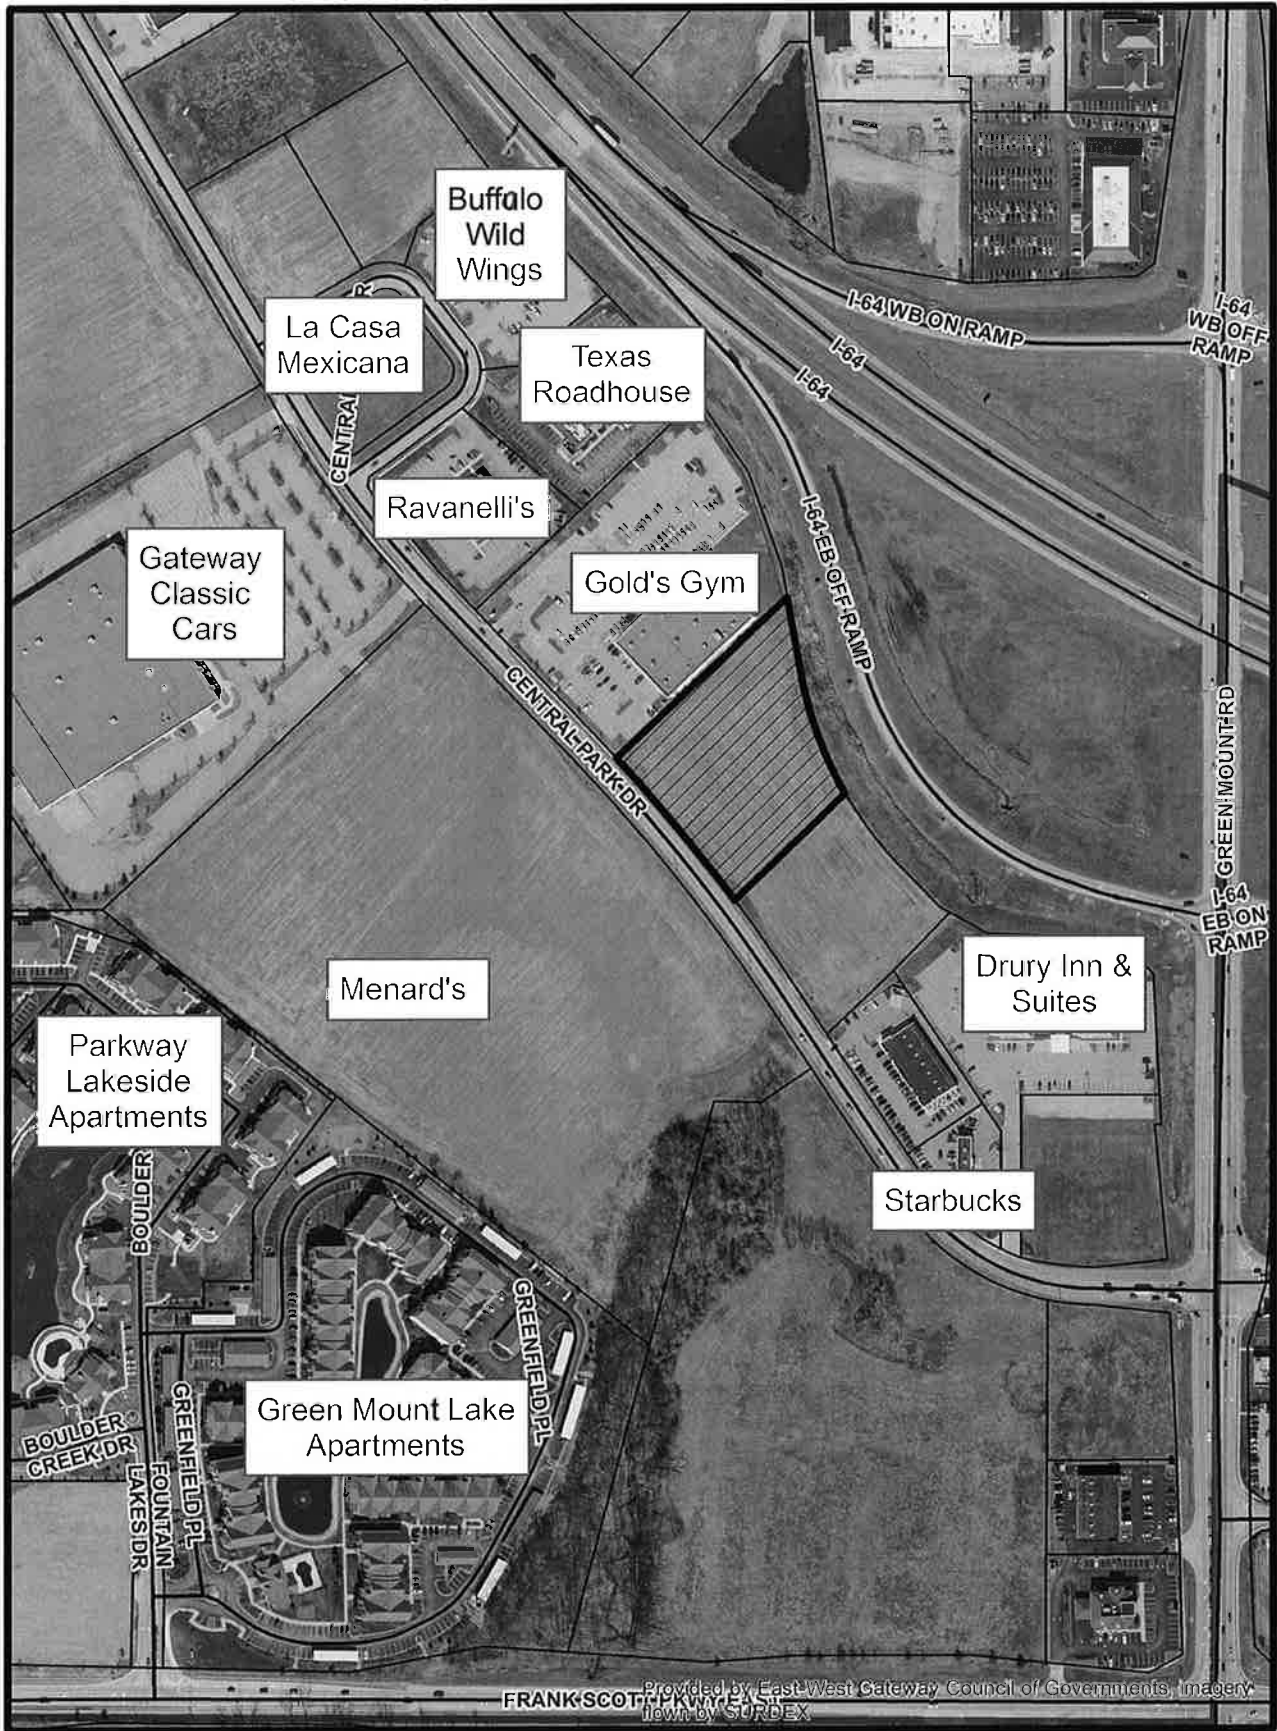 Buffalo
Wild
Wings
I-64 WB ON RAMP
I-64
WB OFF
RAMP
La Casa
Mexicana
Texas
Roadhouse
I-64
I-64
CENTRAL
R
Ravanelli's
I-64 EB OFF RAMP
Gateway
Classic
Cars
Gold's Gym
CENTRAL PARK DR
GREEN MOUNT RD
I-64
EB ON
RAMP
Drury Inn &
Suites
Menard's
Parkway
Lakeside
Apartments
BOULDER
Starbucks
GREENFIELD PL
Green Mount Lake
Apartments
BOULDER
CREEK DR
GREENFIELD PL
FOUNTAIN
LAKES DR
FRANK SCOTT PKWY EAST
Provided by East-West Gateway Council of Governments, Imagery
flown by SURDEX